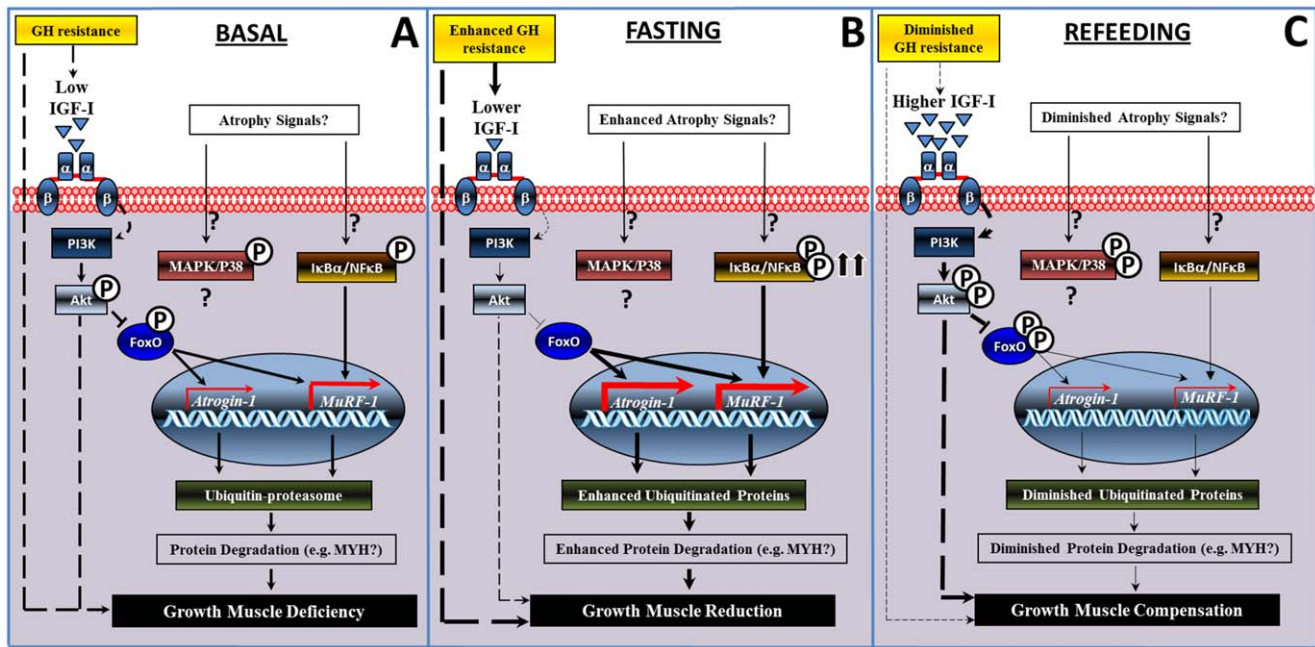 GH resistance
BASAL
A
Low
IGF-I
Atrophy Signals?
α α
β β
? ?
PI3K
P
MAPK/P38
P
IκBα/NFκB
Akt
P
?
P
FoxO
Atrogin-1
MuRF-1
Ubiquitin-proteasome
Protein Degradation (e.g. MYH?)
Growth Muscle Deficiency
Enhanced GH
resistance
FASTING
B
Lower
IGF-I
Enhanced Atrophy Signals?
α α
β β
? ?
PI3K
MAPK/P38
IκBα/NFκB
P
P
Akt
?
FoxO
Atrogin-1
MuRF-1
Enhanced Ubiquitinated Proteins
Enhanced Protein Degradation (e.g. MYH?)
Growth Muscle Reduction
Diminished
GH resistance
REFEEDING
C
Higher IGF-I
Diminished Atrophy Signals?
α α
β β
? ?
PI3K
MAPK/P38
P
P
IκBα/NFκB
Akt
P
P
?
FoxO
P
P
Atrogin-1
MuRF-1
Diminished Ubiquitinated Proteins
Diminished Protein Degradation (e.g. MYH?)
Growth Muscle Compensation